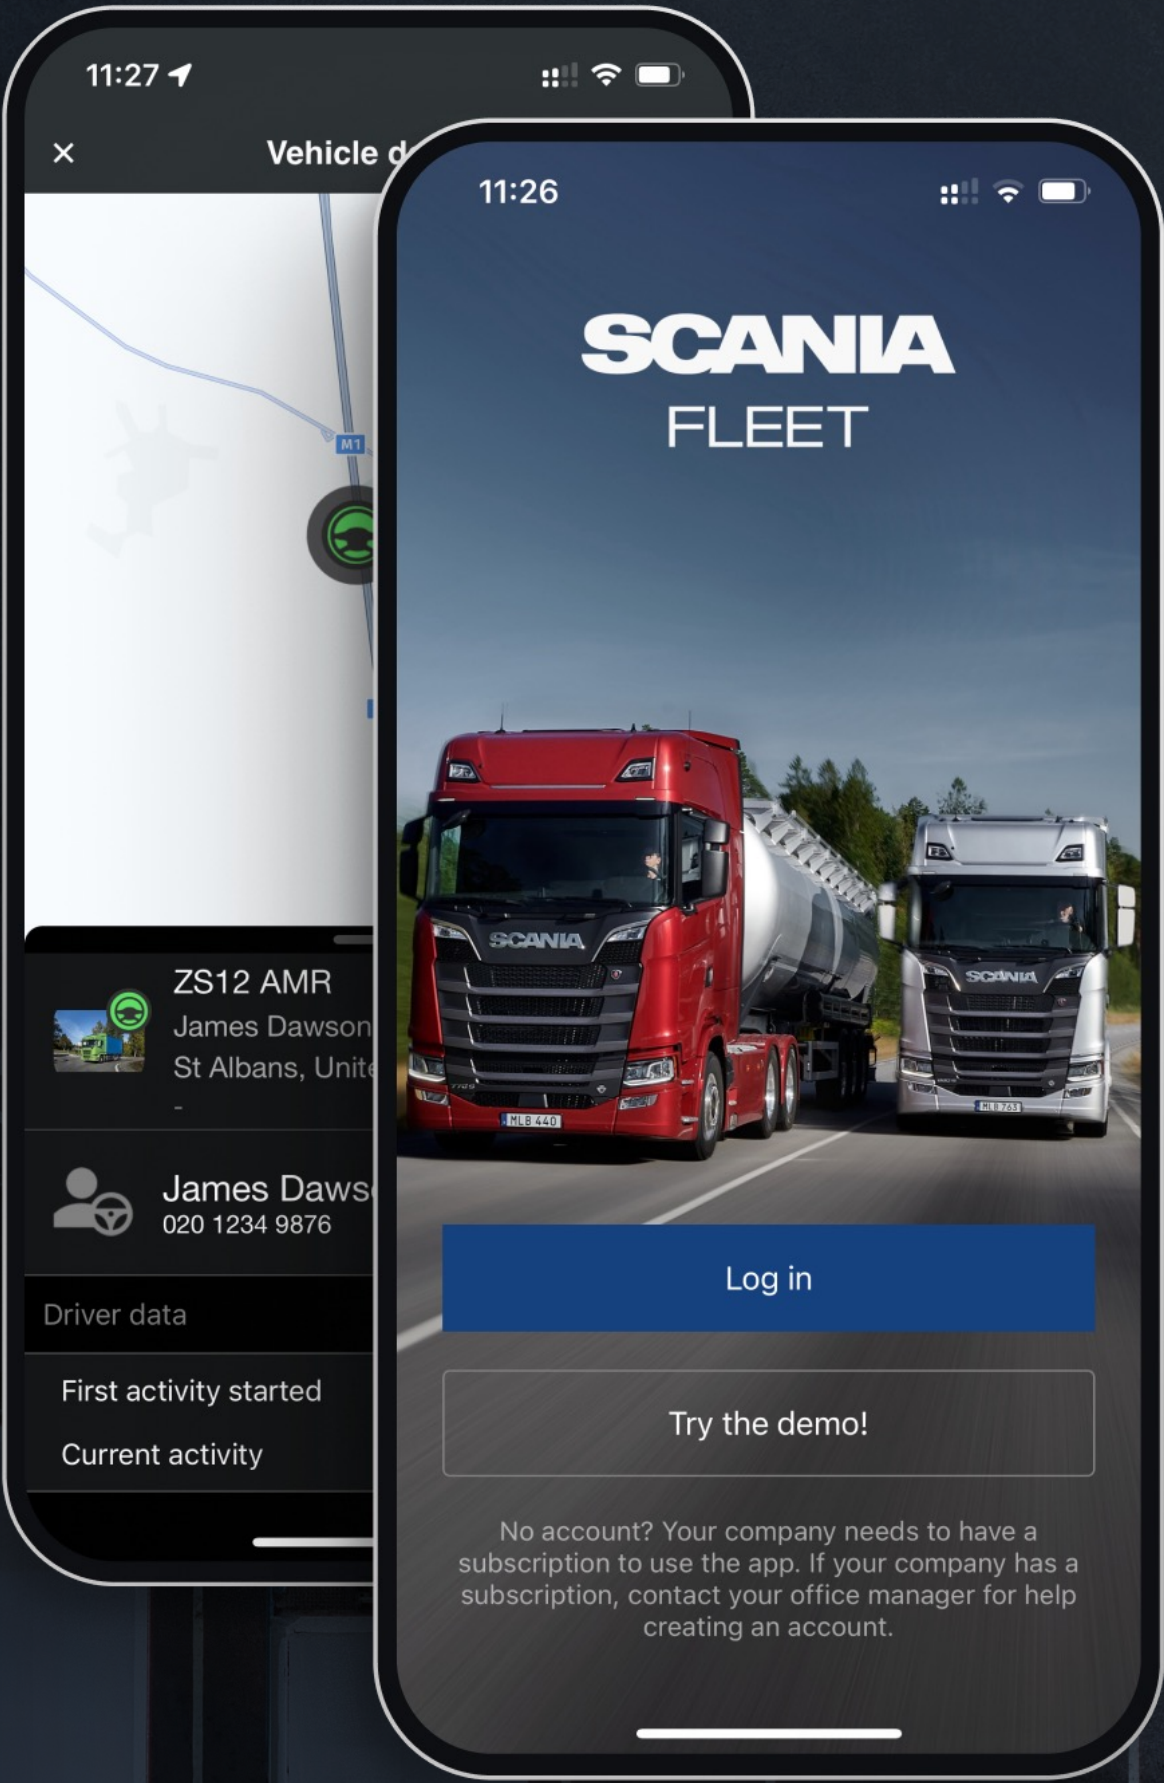 11:27
Vehicle
M1
ZS12 AMR
James Dawson
St Albans,
-
James
020 1234 9876
Driver data
First activity started
Current activity
11:26
SCANIA
FLEET
SCANIA
SCANIA
MLB 440
MLB 763
Log in
Try the demo!
No account? Your company needs to have a
subscription to use the app. If your company has a
subscription, contact your office manager for help
creating an account.